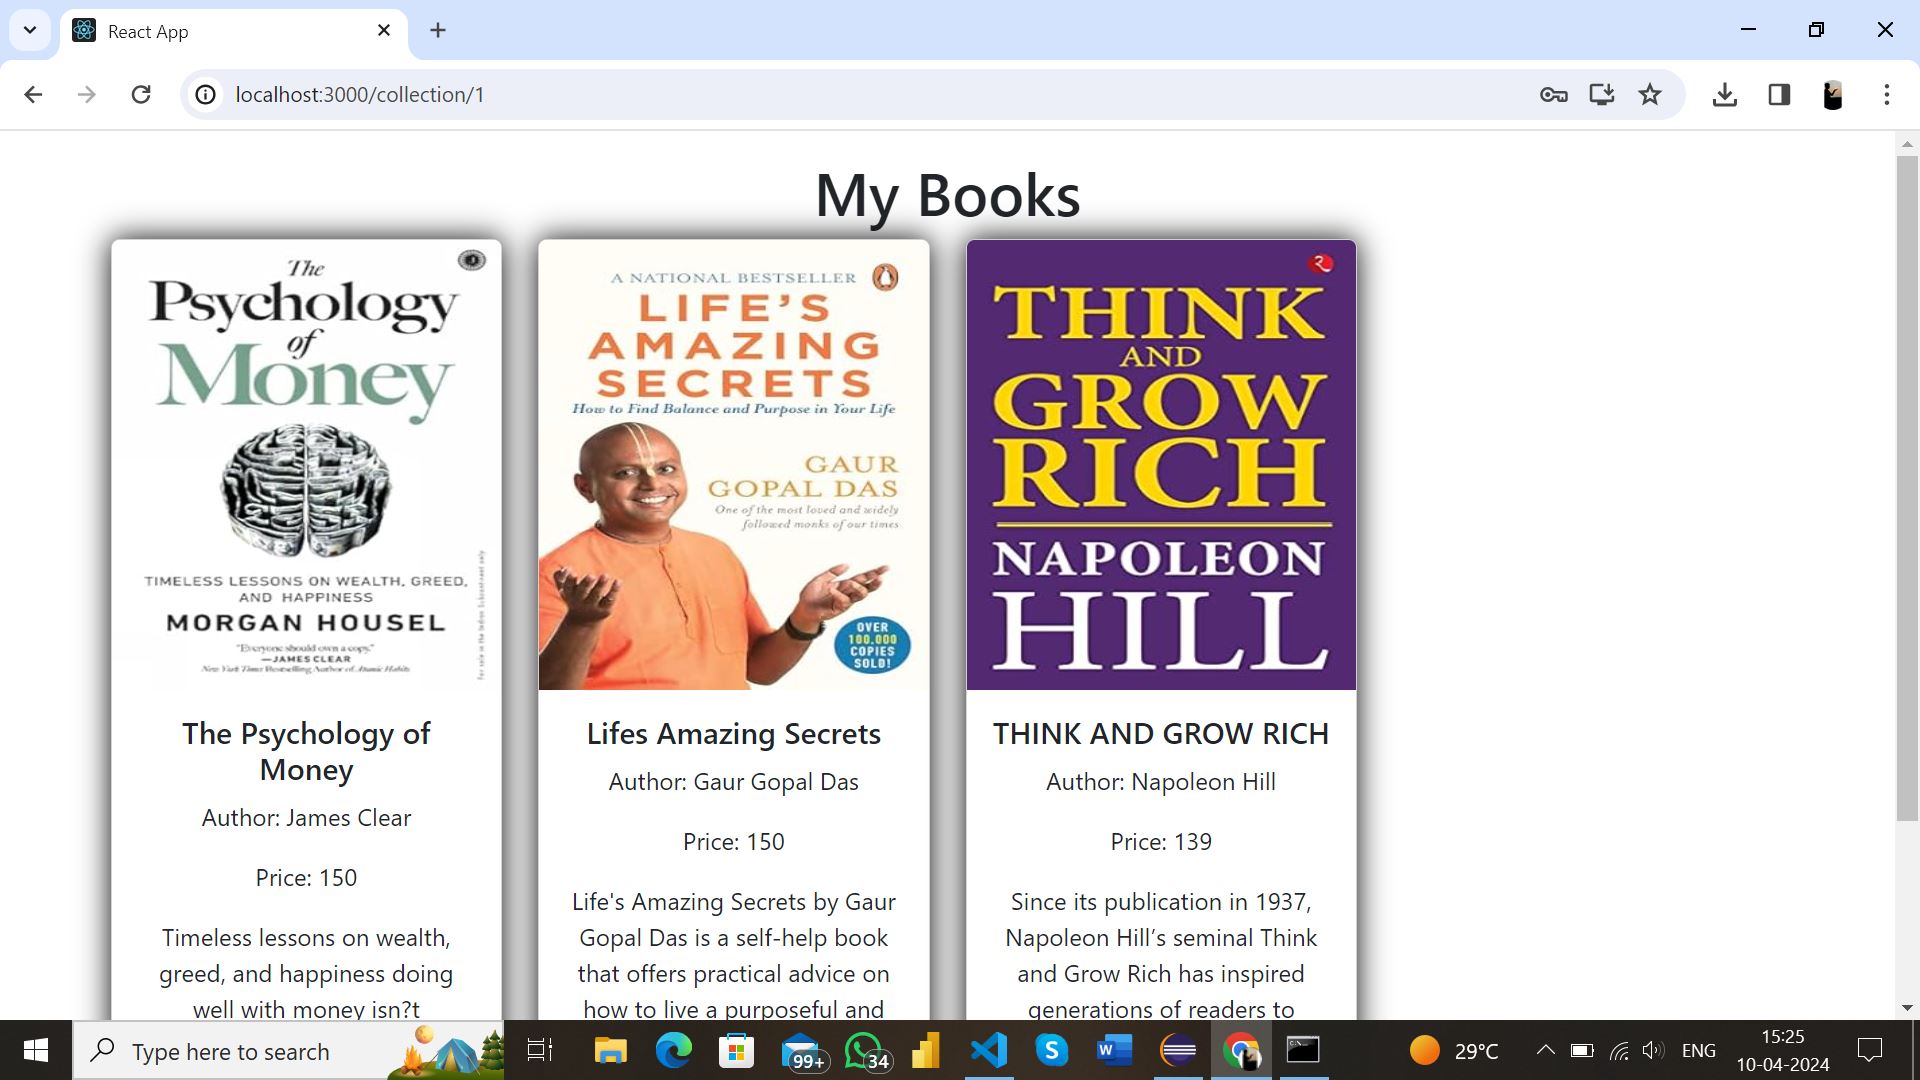 React App
localhost:3000/collection/1
My Books
The
Psychology
of
Money
TIMELESS LESSONS ON WEALTH, GREED,
AND HAPPINESS
MORGAN HOUSEL
"Everyone should own a copy."
—JAMES CLEAR
New York Times Bestselling Author of Atomic Habits
For sale in the Indian Subcontinent only
The Psychology of
Money
Author: James Clear
Price: 150
Timeless lessons on wealth,
greed, and happiness doing
well with money isn?t
A NATIONAL BESTSELLER
LIFE'S
AMAZING
SECRETS
How to Find Balance and Purpose in Your Life
GAUR
GOPAL DAS
One of the most loved and widely
followed monks of our times
OVER
100,000
COPIES
SOLD!
Lifes Amazing Secrets
Author: Gaur Gopal Das
Price: 150
Life's Amazing Secrets by Gaur
Gopal Das is a self-help book
that offers practical advice on
how to live a purposeful and
THINK
AND
GROW
RICH
NAPOLEON
HILL
THINK AND GROW RICH
Author: Napoleon Hill
Price: 139
Since its publication in 1937,
Napoleon Hill’s seminal Think
and Grow Rich has inspired
generations of readers to
Type here to search
99+
34
29°C
ENG
15:25
10-04-2024